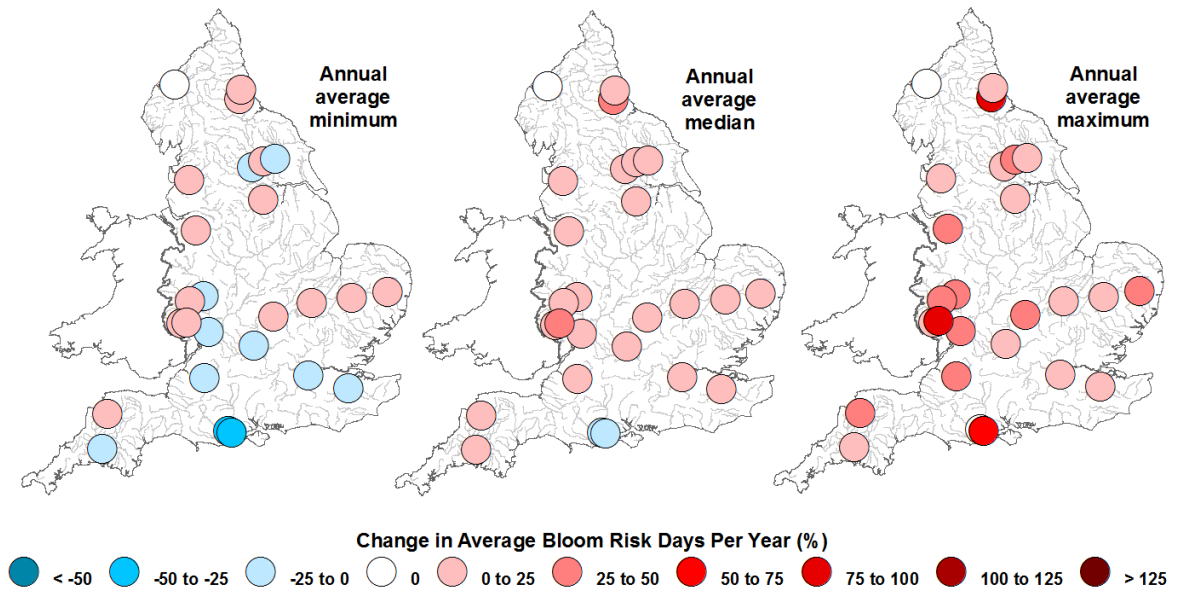 Annual
average
minimum
Annual
average
median
Annual
average
maximum
Change in Average Bloom Risk Days Per Year (%)
< -50
-50 to -25
-25 to 0
0
0 to 25
25 to 50
50 to 75
75 to 100
100 to 125
> 125